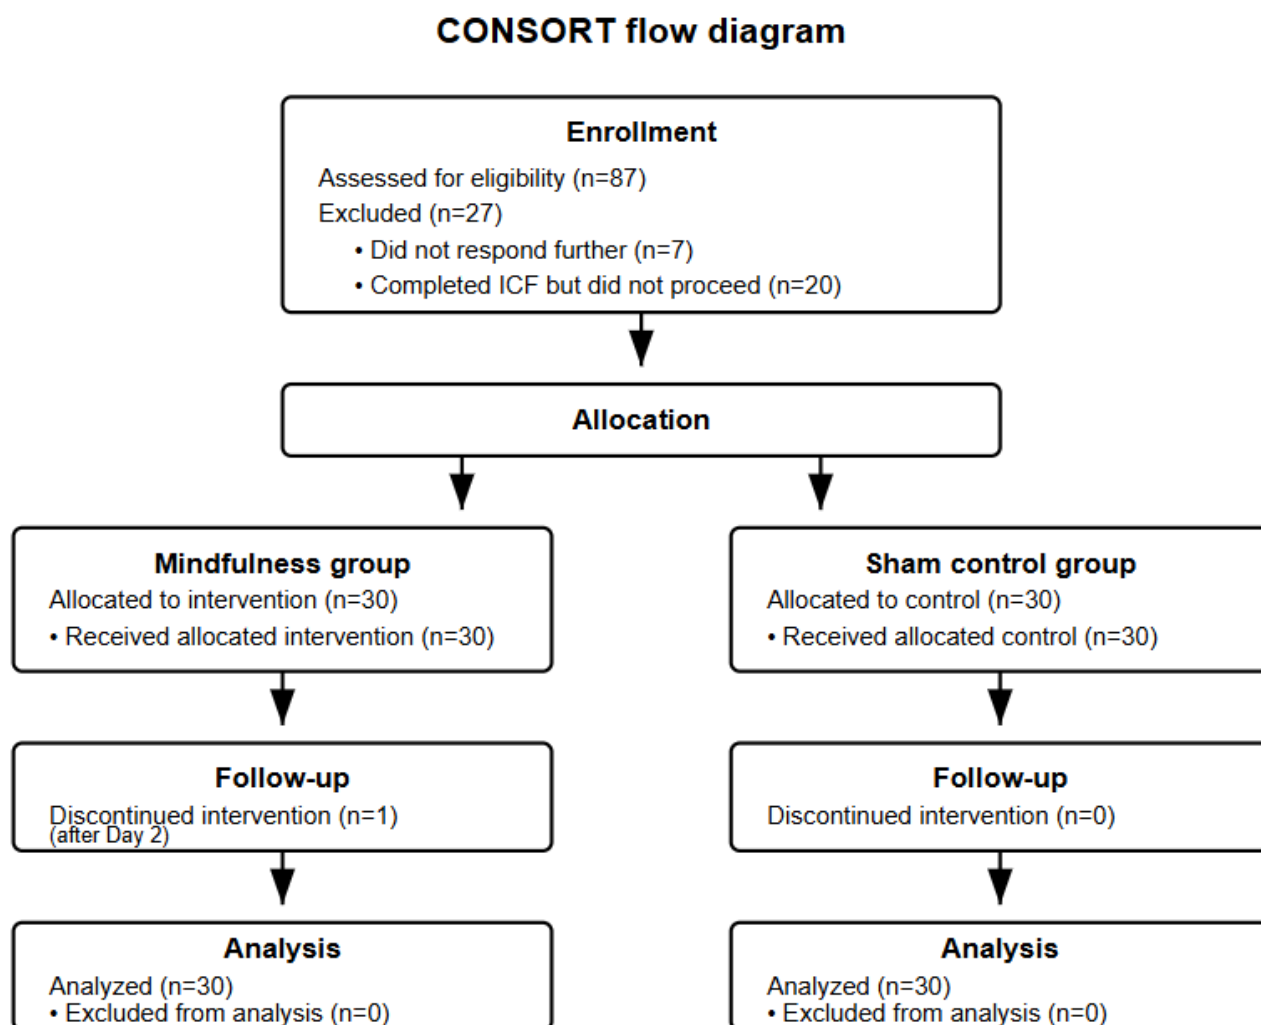 CONSORT flow diagram
Enrollment
Assessed for eligibility (n=87)
Excluded (n=27)
• Did not respond further (n=7)
• Completed ICF but did not proceed (n=20)
Allocation
Mindfulness group
Allocated to intervention (n=30)
• Received allocated intervention (n=30)
Sham control group
Allocated to control (n=30)
• Received allocated control (n=30)
Follow-up
Discontinued intervention (n=1)
(after Day 2)
Follow-up
Discontinued intervention (n=0)
Analysis
Analyzed (n=30)
• Excluded from analysis (n=0)
Analysis
Analyzed (n=30)
• Excluded from analysis (n=0)